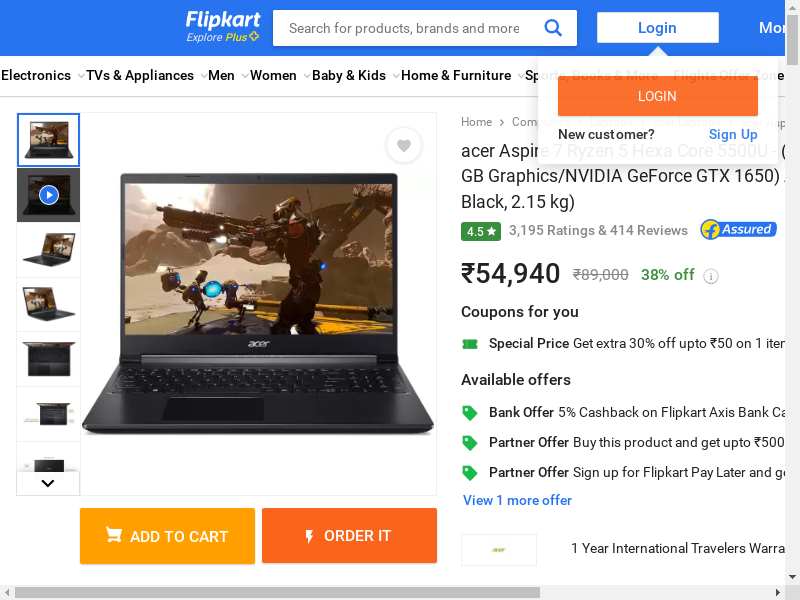 Flipkart
Explore Plus
Search for products, brands and more
Login
Electronics
TVs & Appliances
Men
Women
Baby & Kids
Home & Furniture
Sports, Books & More
Flights
Offer Zone
LOGIN
New customer?
Sign Up
Home
acer Aspire 7 Ryzen 5 Hexa Core 5500U - (
GB Graphics/NVIDIA GeForce GTX 1650)
Black, 2.15 kg)
4.5
3,195 Ratings & 414 Reviews
Assured
₹54,940
₹89,000
38% off
Coupons for you
Special Price Get extra 30% off upto ₹50 on 1
Available offers
Bank Offer 5% Cashback on Flipkart Axis Bank
Partner Offer Buy this product and get upto ₹500
Partner Offer Sign up for Flipkart Pay Later and
View 1 more offer
acer
ADD TO CART
ORDER IT
acer
1 Year International Travelers